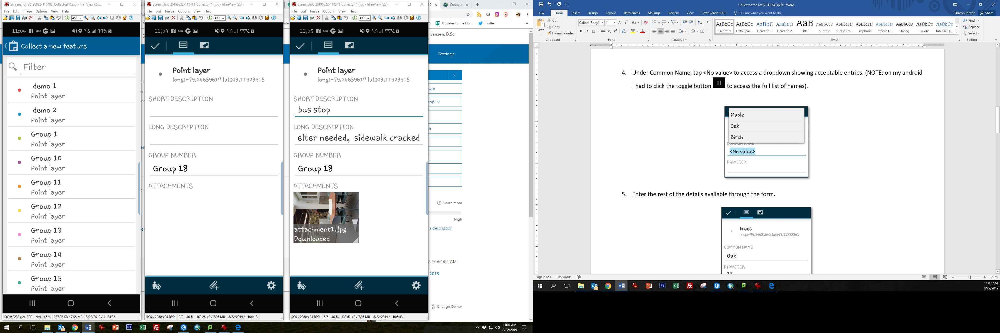 Screenshot_20190822-110402_Collector[1].jpg - IrfanView (Zo...
File Edit Image Options View Help
45.5
11:04 77%
Collect a new feature
Filter
demo 1
Point layer
demo 2
Point layer
Group 1
Point layer
Group 10
Point layer
Group 11
Point layer
Group 12
Point layer
Group 13
Point layer
Group 14
Point layer
Group 15
Point layer
1080 x 2280 x 24 BPP 9/9 46 % 237.92 KB / 7.05 MB 8/22/2019 / 11:04:02
Screenshot_20190822-110418_Collector[1].jpg - IrfanView (Zo...
File Edit Image Options View Help
45.5
11:04 77%
Point layer
long:-79.24659617 lat:43.11923915
SHORT DESCRIPTION
LONG DESCRIPTION
GROUP NUMBER
Group 18
ATTACHMENTS
1080 x 2280 x 24 BPP 9/9 46 % 169.26 KB / 7.05 MB 8/22/2019 / 11:04:18
Screenshot_20190822-110548_Collector[1].jpg - IrfanView (Zo...
File Edit Image Options View Help
45.5
11:05 77%
Point layer
long:-79.24659617 lat:43.11923915
SHORT DESCRIPTION
bus stop
LONG DESCRIPTION
elter needed, sidewalk cracked
GROUP NUMBER
Group 18
ATTACHMENTS
attachment1.jpg
Downloaded
1080 x 2280 x 24 BPP 6/6 46 % 338.62 KB / 7.05 MB 8/22/2019 / 11:05:48
19 Create a
Updates to the Libr... Twitter »
Janzen, B.Sc.
Settings
wer
top
er
Learn more
High
a description
9, 10:54:04 AM
2019
Change Owner
11:07 AM
8/22/2019
Collector for ArcGIS HLSC3p96 - Word
File Home Insert Design Layout References Mailings Review View Foxit Reader PDF Tell me what you want to do... Sharon Janzen Share
Paste
Cut
Copy
Format Painter
Clipboard
Calibri (Body) 11
Font
Paragraph
¶ Normal ¶ No Spac... Heading 1 Heading 2 Title Subtitle Subtle Em... Emphasis Intense E... Strong Quote Intense Q...
Styles
Find
Replace
Select
Editing
4. Under Common Name, tap <No value> to access a dropdown showing acceptable entries. (NOTE: on my android
I had to click the toggle button to access the full list of names).
Maple
Oak
Birch
COMMON NAME
<No value>
DIAMETER
5. Enter the rest of the details available through the form.
trees
long:-79.24681602 lat:43.11888861
COMMON NAME
Oak
DIAMETER
15
Page 2 of 4 385 words 156%
11:07 AM
8/22/2019